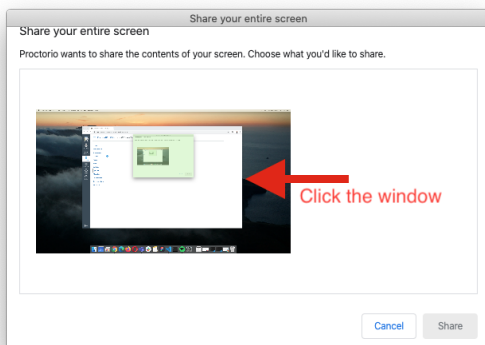 Share your entire screen
Share your entire screen
Proctorio wants to share the contents of your screen. Choose what you'd like to share.
Click the window
Cancel
Share